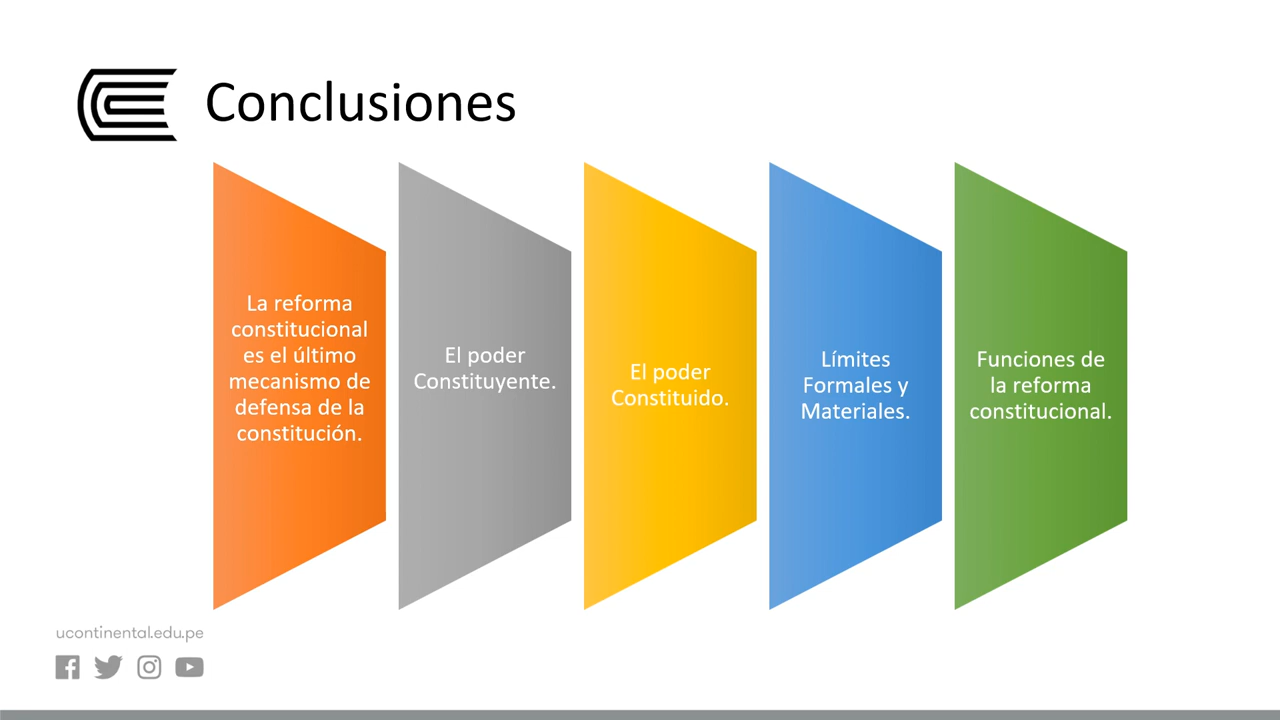 Conclusiones
La reforma
constitucional
es el último
mecanismo de
defensa de la
constitución.
El poder
Constituyente.
El poder
Constituido.
Límites
Formales y
Materiales.
Funciones de
la reforma
constitucional.
ucontinental.edu.pe